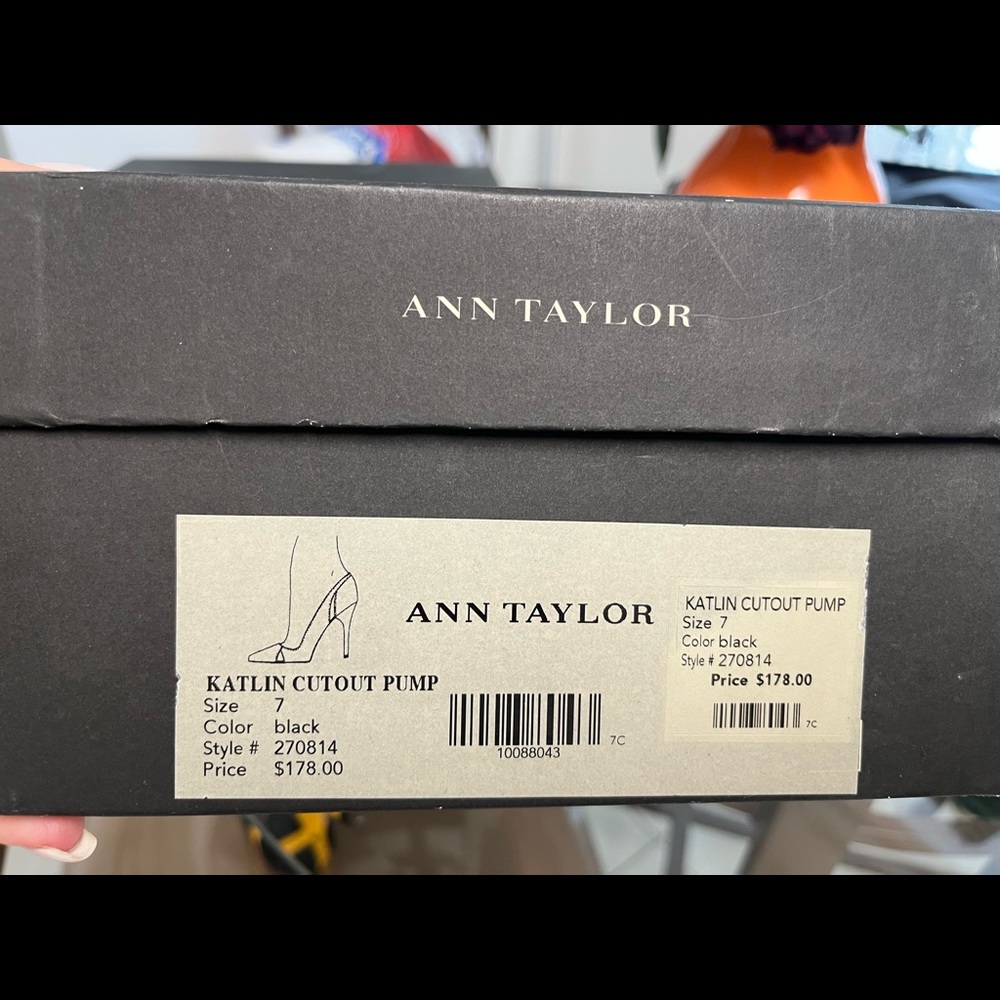 ANN TAYLOR
ANN TAYLOR
KATLIN CUTOUT PUMP
Size 7
Color black
Style # 270814
Price $178.00
10088043
7C
KATLIN CUTOUT PUMP
Size 7
Color black
Style # 270814
Price $178.00
7C